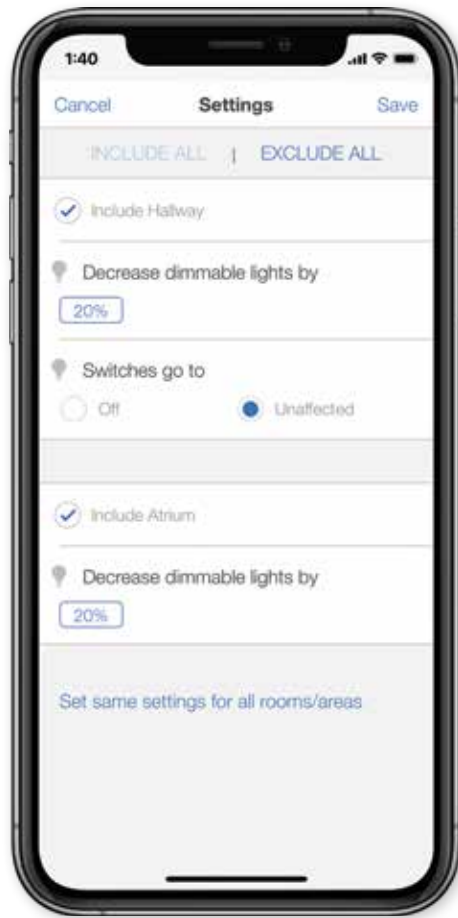 1:40
Cancel Settings Save
INCLUDE ALL | EXCLUDE ALL
Include Hallway
Decrease dimmable lights by
20%
Switches go to
Off Unaffected
Include Atrium
Decrease dimmable lights by
20%
Set same settings for all rooms/areas